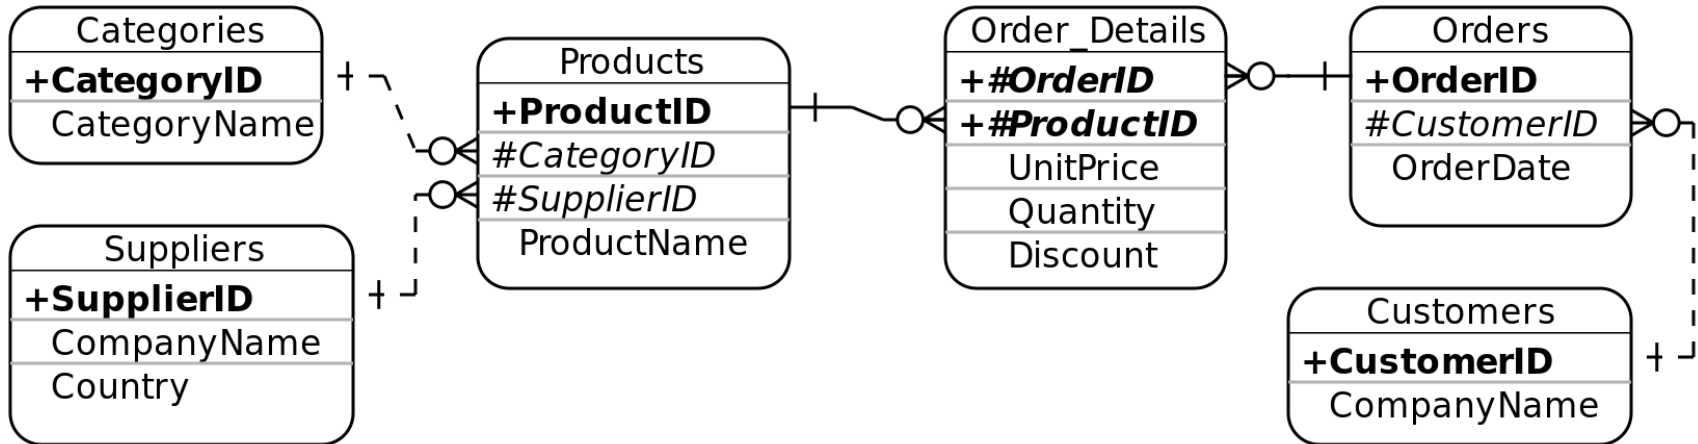 Categories
+CategoryID
CategoryName
Suppliers
+SupplierID
CompanyName
Country
Products
+ProductID
#CategoryID
#SupplierID
ProductName
Order_Details
+#OrderID
+#ProductID
UnitPrice
Quantity
Discount
Orders
+OrderID
#CustomerID
OrderDate
Customers
+CustomerID
CompanyName